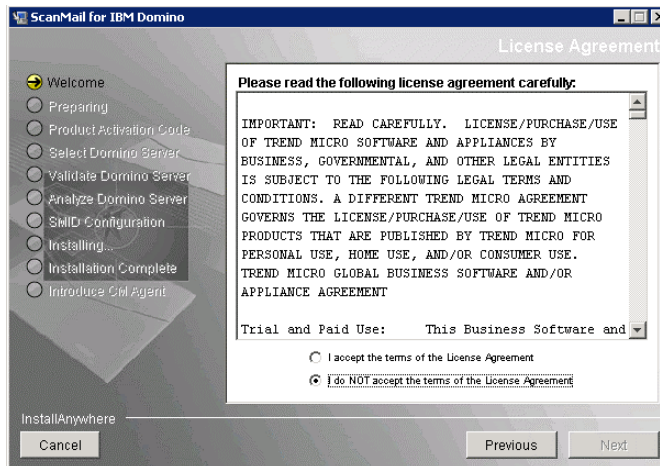 ScanMail for IBM Domino
License Agreement
Welcome
Preparing
Product Activation Code
Select Domino Server
Validate Domino Server
Analyze Domino Server
SMID Configuration
Installing...
Installation Complete
Introduce CM Agent
Please read the following license agreement carefully:
IMPORTANT: READ CAREFULLY. LICENSE/PURCHASE/USE
OF TREND MICRO SOFTWARE AND APPLIANCES BY
BUSINESS, GOVERNMENTAL, AND OTHER LEGAL ENTITIES
IS SUBJECT TO THE FOLLOWING LEGAL TERMS AND
CONDITIONS. A DIFFERENT TREND MICRO AGREEMENT
GOVERNS THE LICENSE/PURCHASE/USE OF TREND MICRO
PRODUCTS THAT ARE PUBLISHED BY TREND MICRO FOR
PERSONAL USE, HOME USE, AND/OR CONSUMER USE.
TREND MICRO GLOBAL BUSINESS SOFTWARE AND/OR
APPLIANCE AGREEMENT
Trial and Paid Use: This Business Software and
I accept the terms of the License Agreement
I do NOT accept the terms of the License Agreement
InstallAnywhere
Cancel
Previous
Next